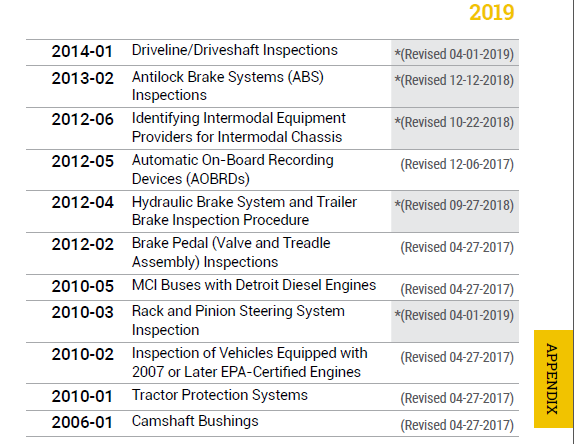 2019
2014-01 Driveline/Driveshaft Inspections *(Revised 04-01-2019)
2013-02 Antilock Brake Systems (ABS) *(Revised 12-12-2018)
Inspections
2012-06 Identifying Intermodal Equipment *(Revised 10-22-2018)
Providers for Intermodal Chassis
2012-05 Automatic On-Board Recording (Revised 12-06-2017)
Devices (AOBRDs)
2012-04 Hydraulic Brake System and Trailer *(Revised 09-27-2018)
Brake Inspection Procedure
2012-02 Brake Pedal (Valve and Treadle (Revised 04-27-2017)
Assembly) Inspections
2010-05 MCI Buses with Detroit Diesel Engines (Revised 04-27-2017)
2010-03 Rack and Pinion Steering System *(Revised 04-01-2019)
Inspection
2010-02 Inspection of Vehicles Equipped with (Revised 04-27-2017)
2007 or Later EPA-Certified Engines
2010-01 Tractor Protection Systems (Revised 04-27-2017)
2006-01 Camshaft Bushings (Revised 04-27-2017)
APPENDIX